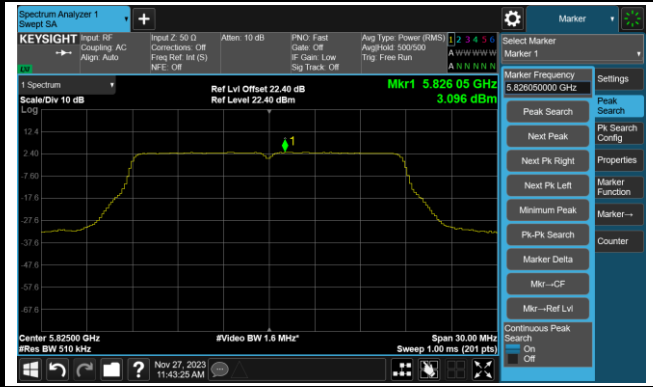 Spectrum Analyzer 1
Swept SA
Marker
KEYSIGHT
Input: RF
Coupling: AC
Align: Auto
Input Z: 50 Ω
Corrections: Off
Freq Ref: Int (S)
NFE: Off
Atten: 10 dB
PNO: Fast
Gate: Off
IF Gain: Low
Sig Track: Off
Avg Type: Power (RMS)
Avg|Hold: 500/500
Trig: Free Run
1 2 3 4 5 6
A W W W W W
A N N N N N
Select Marker
Marker 1
1 Spectrum
Scale/Div 10 dB
Log
Ref Lvl Offset 22.40 dB
Ref Level 22.40 dBm
Mkr1 5.826 05 GHz
3.096 dBm
12.4
2.40
-7.60
-17.6
-27.6
-37.6
-47.6
-57.6
-67.6
1
Center 5.82500 GHz
#Res BW 510 kHz
#Video BW 1.6 MHz*
Span 30.00 MHz
Sweep 1.00 ms (201 pts)
Marker Frequency
5.826050000 GHz
Peak Search
Next Peak
Next Pk Right
Next Pk Left
Minimum Peak
Pk-Pk Search
Marker Delta
Mkr→CF
Mkr→Ref Lvl
Continuous Peak
Search
On
Off
Settings
Peak
Search
Pk Search
Config
Properties
Marker
Function
Marker→
Counter
Nov 27, 2023
11:43:25 AM